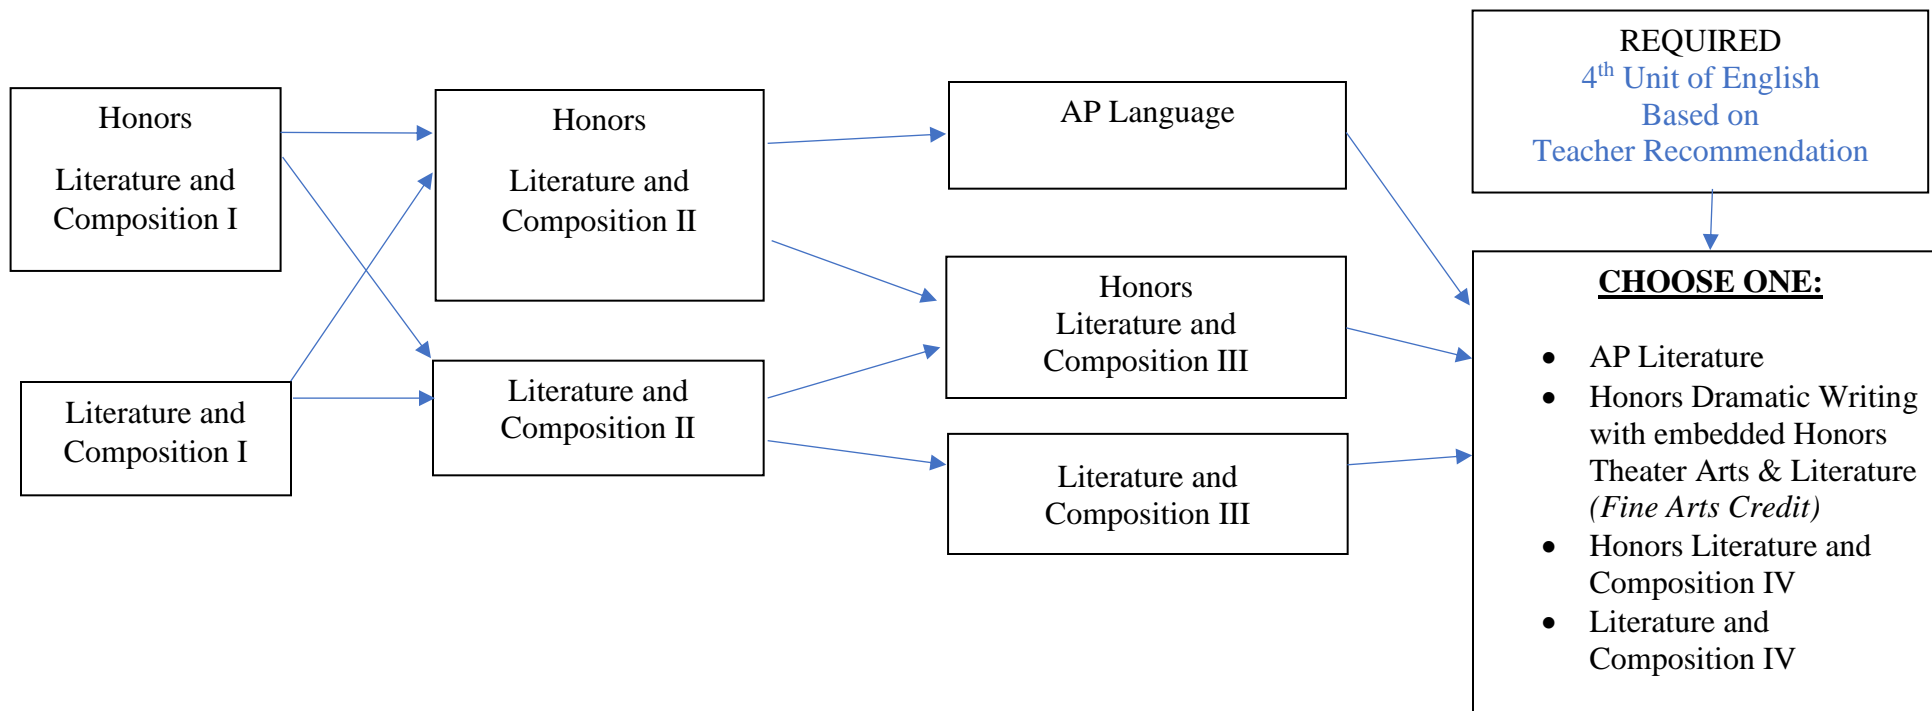 Honors
Literature and
Composition I
Literature and
Composition I
Honors
Literature and
Composition II
Literature and
Composition II
AP Language
Honors
Literature and
Composition III
Literature and
Composition III
REQUIRED
4th Unit of English
Based on
Teacher Recommendation
CHOOSE ONE:
• AP Literature
• Honors Dramatic Writing
with embedded Honors
Theater Arts & Literature
(Fine Arts Credit)
• Honors Literature and
Composition IV
• Literature and
Composition IV